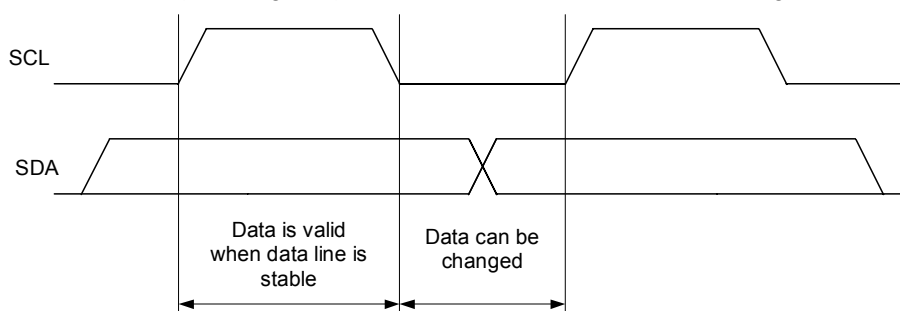 SCL
SDA
Data is valid
when data line is
stable
Data can be
changed